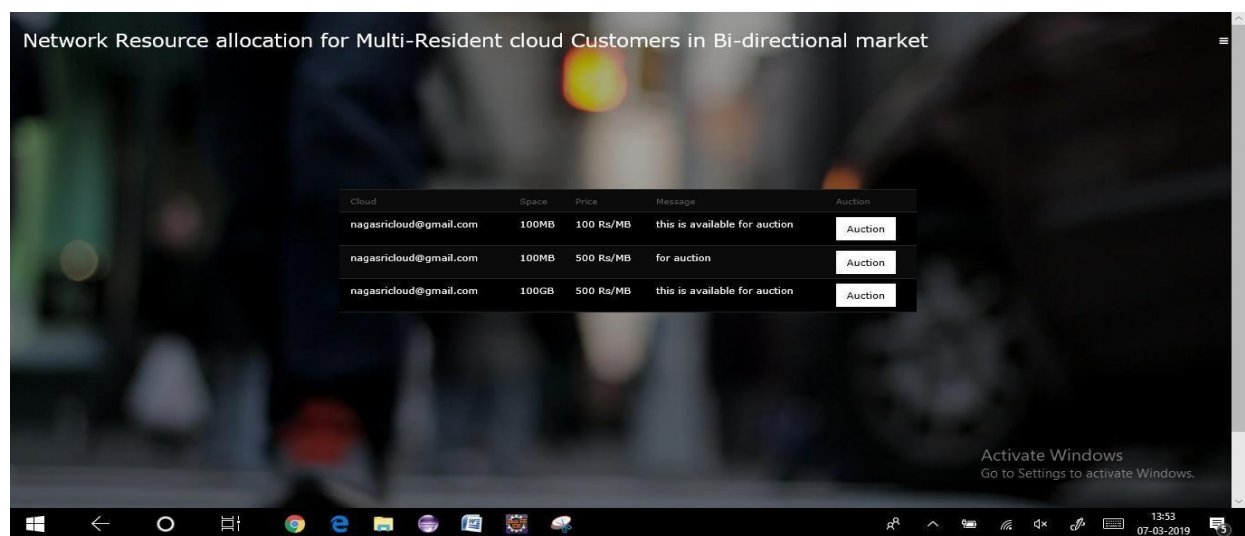 Network Resource allocation for Multi-Resident cloud Customers in Bi-directional market
Cloud Space Price Message Auction
nagasricloud@gmail.com 100MB 100 Rs/MB this is available for auction Auction
nagasricloud@gmail.com 100MB 500 Rs/MB for auction Auction
nagasricloud@gmail.com 100GB 500 Rs/MB this is available for auction Auction
Activate Windows
Go to Settings to activate Windows.
13:53
07-03-2019
5